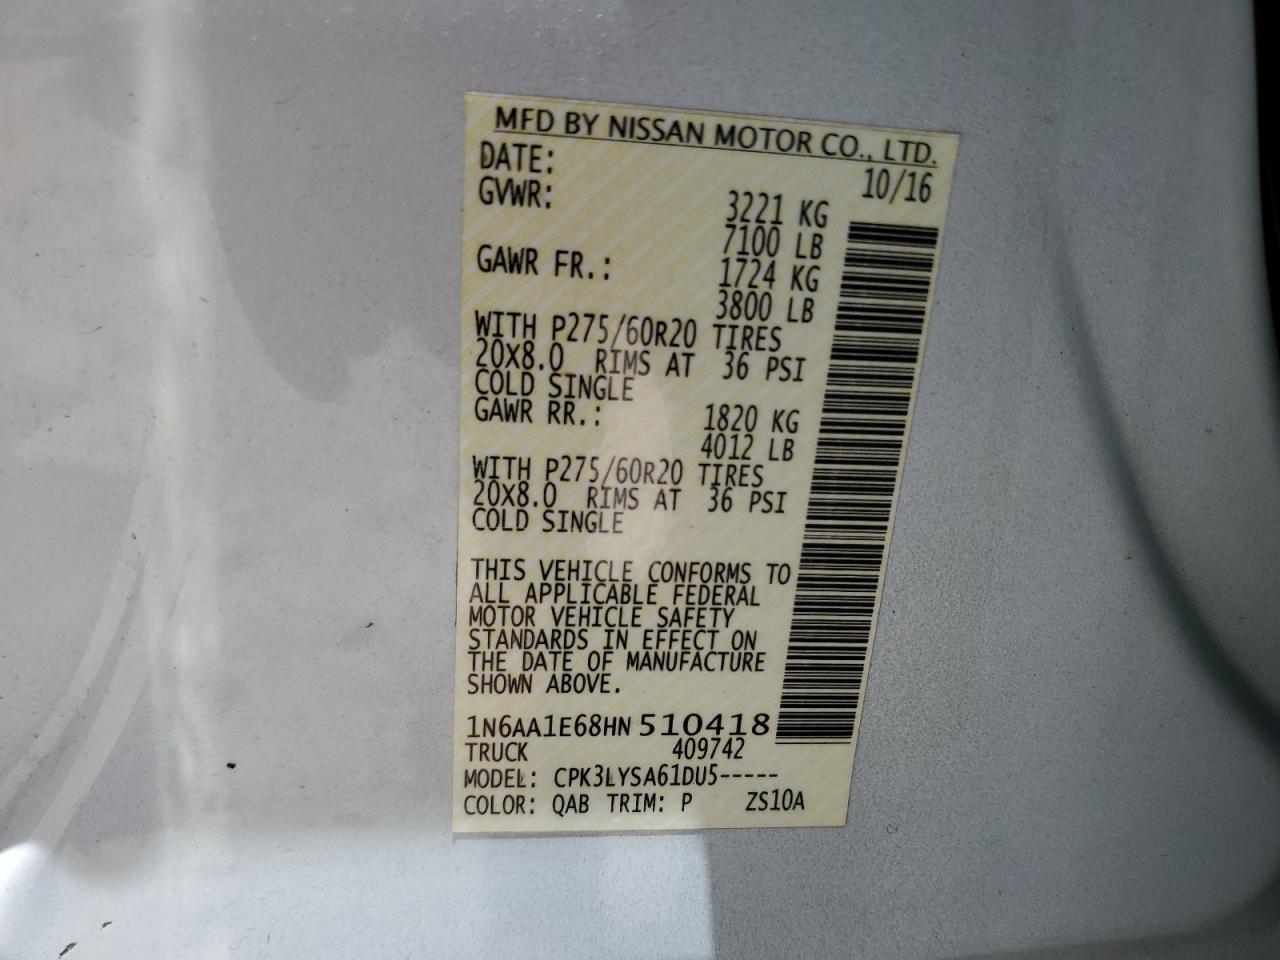 MFD BY NISSAN MOTOR CO., LTD.
DATE: 10/16
GVWR: 3221 KG
7100 LB
GAWR FR.: 1724 KG
3800 LB
WITH P275/60R20 TIRES
20X8.0 RIMS AT 36 PSI
COLD SINGLE
GAWR RR.: 1820 KG
4012 LB
WITH P275/60R20 TIRES
20X8.0 RIMS AT 36 PSI
COLD SINGLE
THIS VEHICLE CONFORMS TO
ALL APPLICABLE FEDERAL
MOTOR VEHICLE SAFETY
STANDARDS IN EFFECT ON
THE DATE OF MANUFACTURE
SHOWN ABOVE.
1N6AA1E68HN510418
TRUCK 409742
MODEL: CPK3LYSA61DU5-----
COLOR: QAB TRIM: P ZS10A